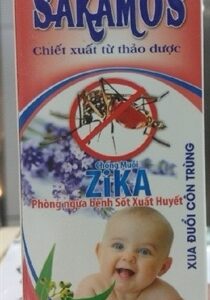 SAKAMOS
Chiết xuất từ thảo dược
Chống Muỗi
ZiKA
Phòng ngừa bệnh Sốt Xuất Huyết
XUA ĐUỔI CÔN TRÙNG